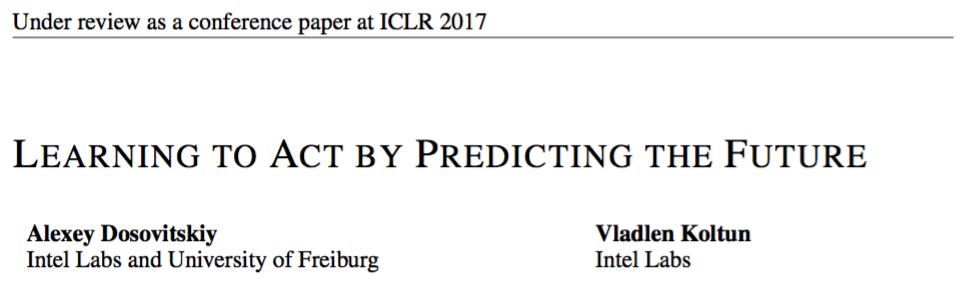 Under review as a conference paper at ICLR 2017
LEARNING TO ACT BY PREDICTING THE FUTURE
Alexey Dosovitskiy
Intel Labs and University of Freiburg
Vladlen Koltun
Intel Labs